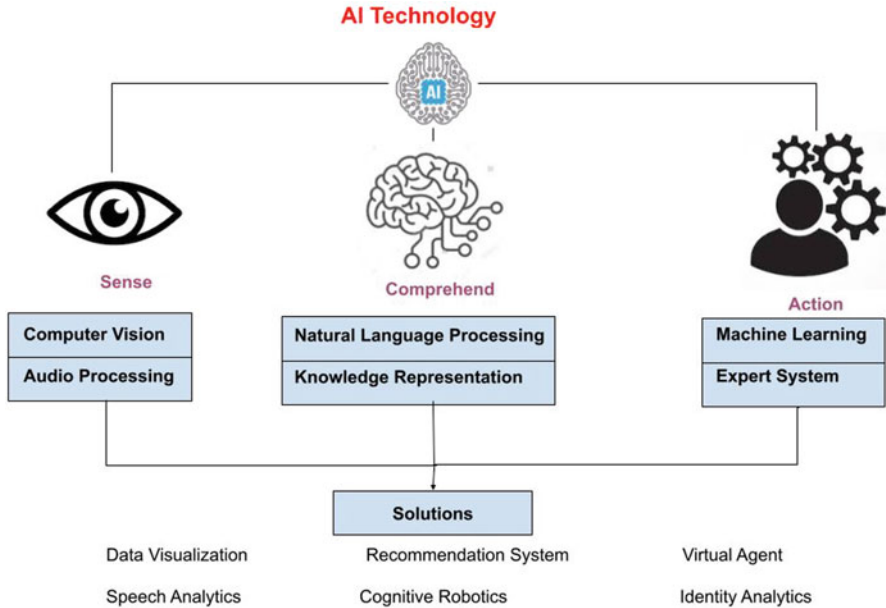 AI Technology
AI
Sense
Comprehend
Action
Computer Vision
Audio Processing
Natural Language Processing
Knowledge Representation
Machine Learning
Expert System
Solutions
Data Visualization
Recommendation System
Virtual Agent
Speech Analytics
Cognitive Robotics
Identity Analytics